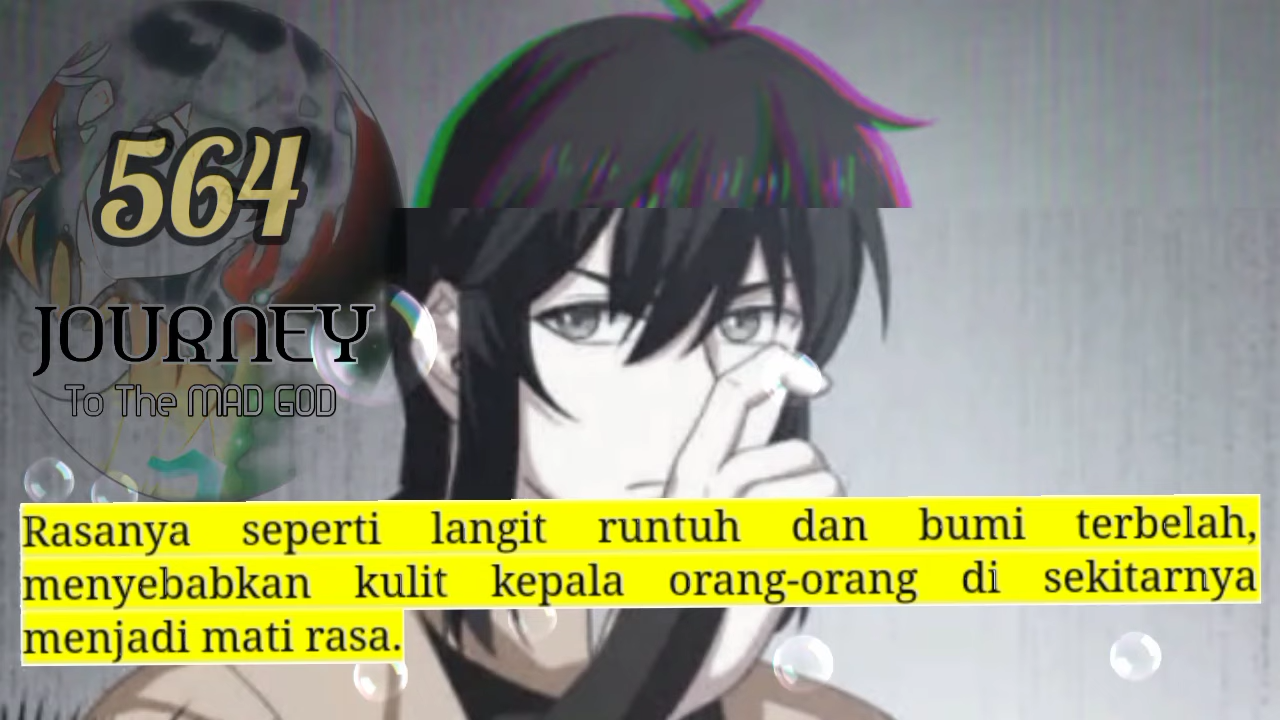 564
JOURNEY
To The MAD GOD
Rasanya seperti langit runtuh dan bumi terbelah,
menyebabkan kulit kepala orang-orang di sekitarnya
menjadi mati rasa.